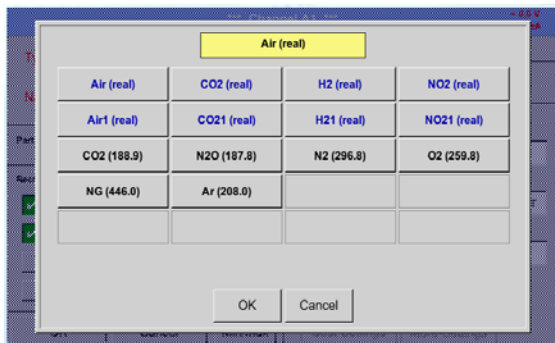 *** Channel A1 ***
Air (real)
Air (real) CO2 (real) H2 (real) NO2 (real)
Air1 (real) CO21 (real) H21 (real) NO21 (real)
CO2 (188.9) N2O (187.8) N2 (296.8) O2 (259.8)
NG (446.0) Ar (208.0)
OK Cancel